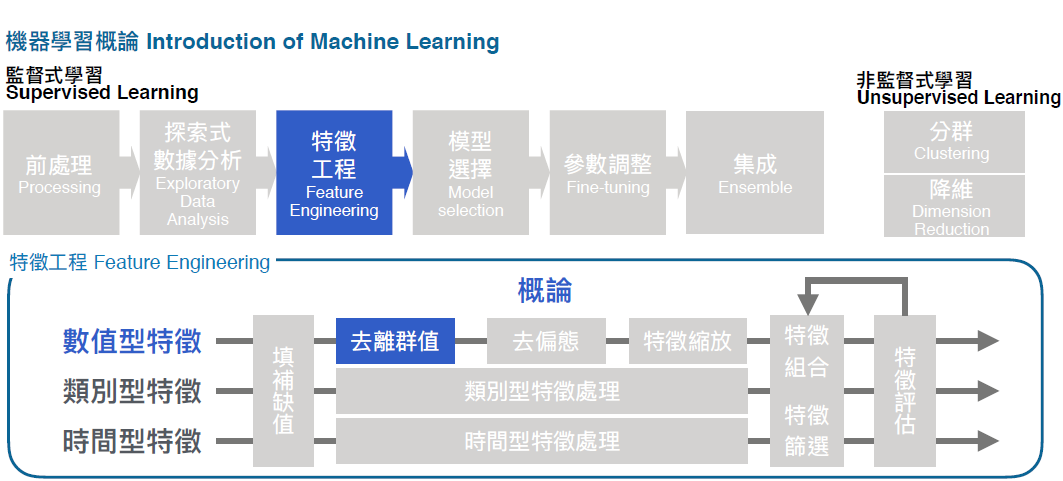 機器學習概論 Introduction of Machine Learning
監督式學習
Supervised Learning
非監督式學習
Unsupervised Learning
前處理
Processing
探索式
數據分析
Exploratory
Data
Analysis
特徵
工程
Feature
Engineering
模型
選擇
Model
selection
參數調整
Fine-tuning
集成
Ensemble
分群
Clustering
降維
Dimension
Reduction
特徵工程 Feature Engineering
概論
數值型特徵
類別型特徵
時間型特徵
填補缺值
去離群值
去偏態
特徵縮放
類別型特徵處理
時間型特徵處理
特徵
組合
特徵
篩選
特徵評估